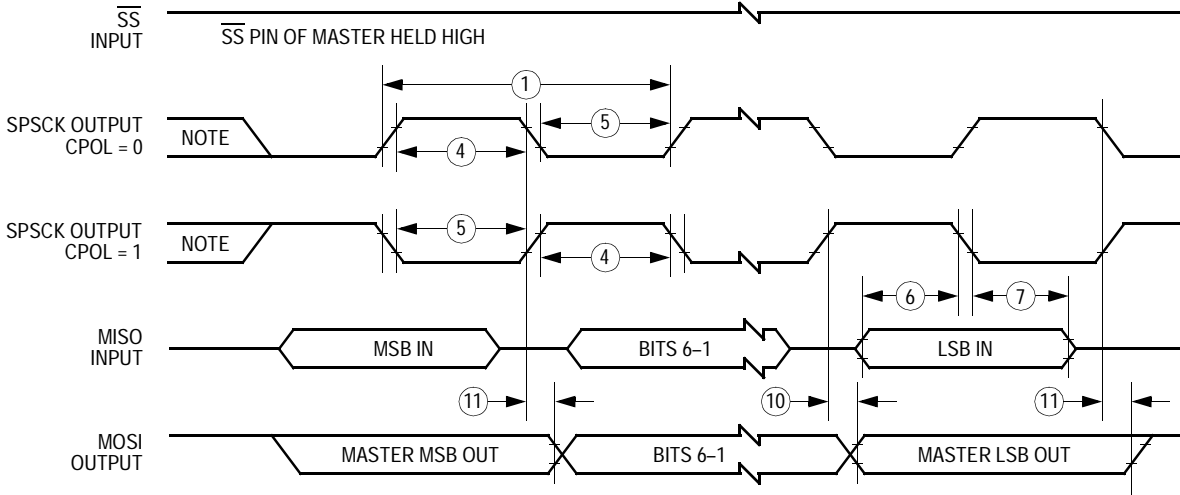 SS
INPUT
SS PIN OF MASTER HELD HIGH
1
SPSCK OUTPUT
CPOL = 0
NOTE
5
4
SPSCK OUTPUT
CPOL = 1
NOTE
5
4
6
7
MISO
INPUT
MSB IN
BITS 6–1
LSB IN
11
10
11
MOSI
OUTPUT
MASTER MSB OUT
BITS 6–1
MASTER LSB OUT